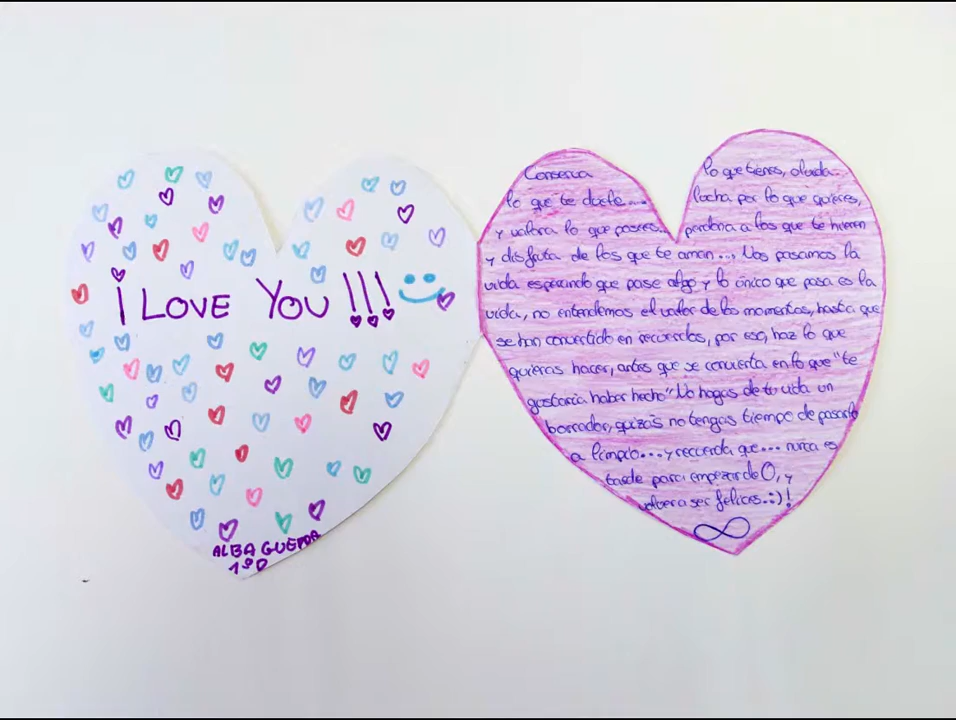 I LOVE YOU !!!
ALBA GUERRA
1º D
Conserva lo que tienes, olvida
lo que te duele.... lucha por lo que quieres,
y valora lo que posees, perdona a los que te hieren
y disfruta de los que te aman... Nos pasamos la
vida esperando que pase algo y lo único que pasa es la
vida, no entendemos el valor de los momentos, hasta que
se han convertido en recuerdos, por eso, haz lo que
quieras hacer, antes que se convierta en lo que "te
gustaría haber hecho" No hagas de tu vida un
borrador, quizás no tengas tiempo de pasarlo
a limpio... y recuerda que... nunca es
tarde para empezar de 0, y
volver a ser felices.:)!